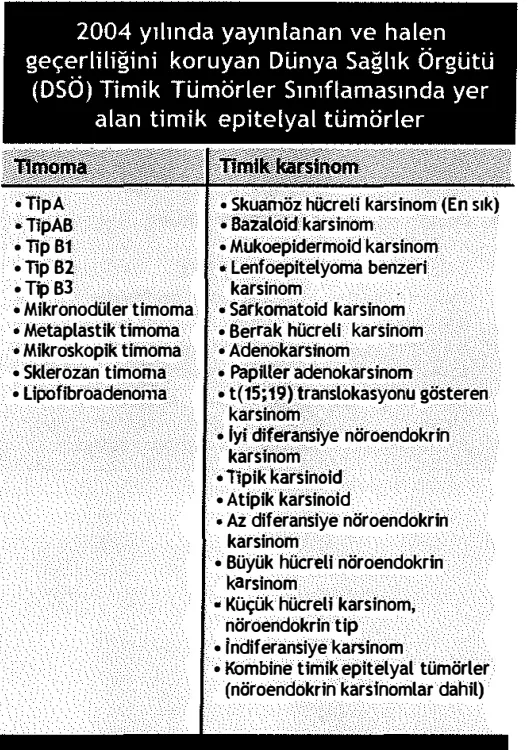 2004 yılında yayınlanan ve halen
geçerliliğini koruyan Dünya Sağlık Örgütü
(DSÖ) Timik Tümörler Sınıflamasında yer
alan timik epitelyal tümörler
Timoma
• Tip A
• TipAB
• Tip B1
• Tip B2
• Tip B3
• Mikronodüler timoma
• Metaplastik timoma
• Mikroskopik timoma
• Sklerozan timoma
• Lipofibroadenoma
Timik karsinom
• Skuamöz hücreli karsinom (En sık)
• Bazaloid karsinom
• Mukoepidermoid karsinom
• Lenfoepitelyoma benzeri
karsinom
• Sarkomatoid karsinom
• Berrak hücreli karsinom
• Adenokarsinom
• Papiller adenokarsinom
• t(15;19) translokasyonu gösteren
karsinom
• İyi diferansiye nöroendokrin
karsinom
• Tipik karsinoid
• Atipik karsinoid
• Az diferansiye nöroendokrin
karsinom
• Büyük hücreli nöroendokrin
karsinom
• Küçük hücreli karsinom,
nöroendokrin tip
• İndiferansiye karsinom
• Kombine timik epitelyal tümörler
(nöroendokrin karsinomlar dahil)